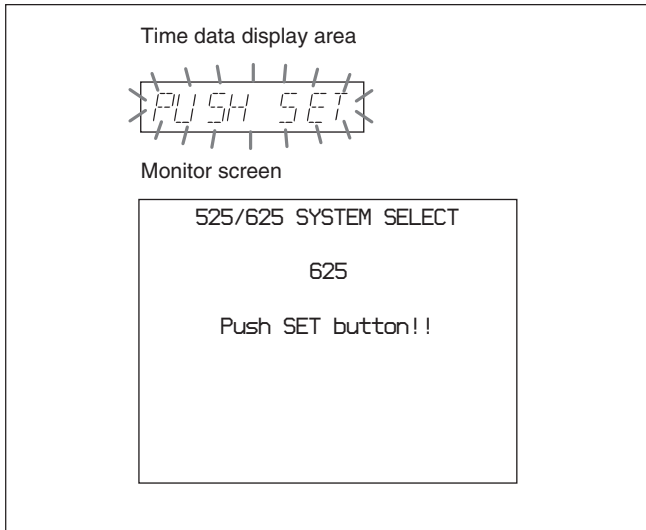 Time data display area
PUSH SET
Monitor screen
525/625 SYSTEM SELECT
625
Push SET button!!